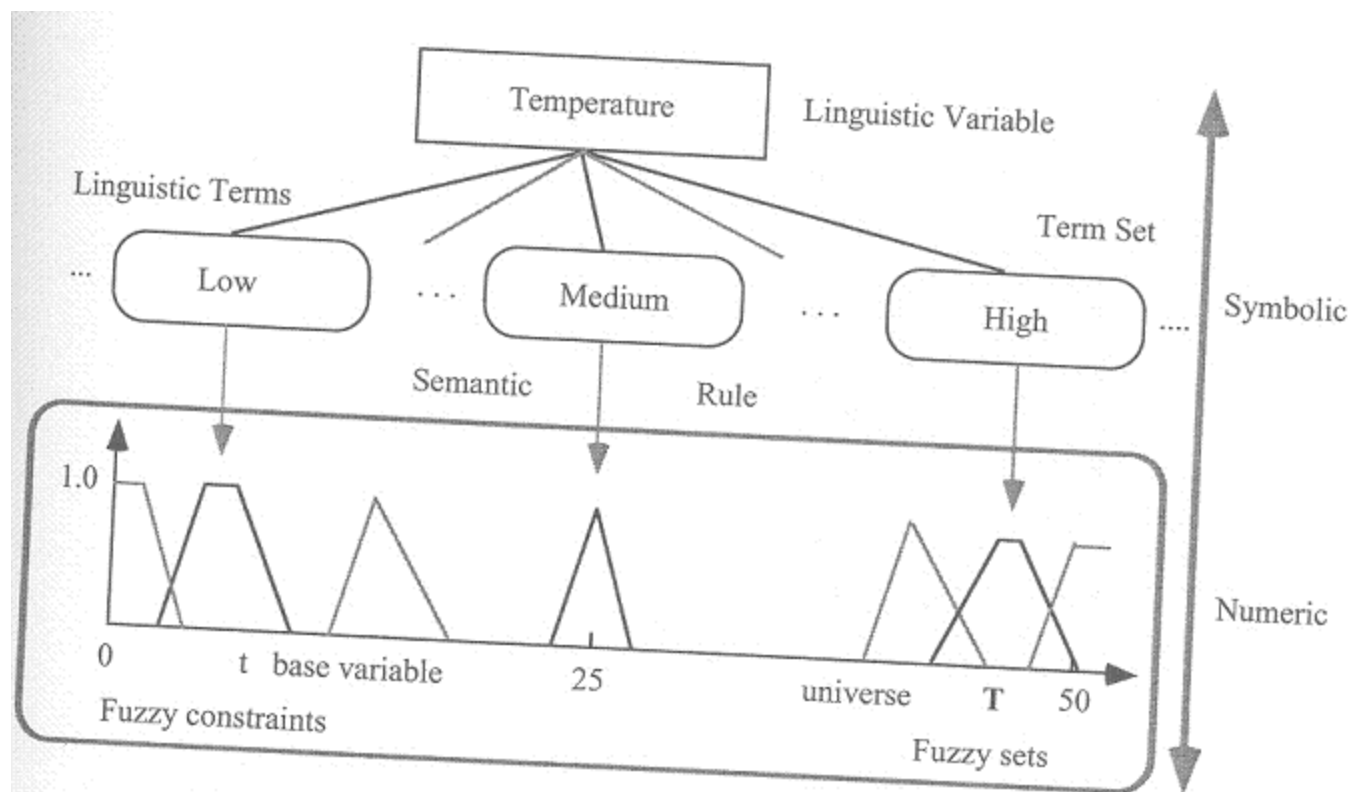 Temperature
Linguistic Variable
Linguistic Terms
Term Set
... Low ... Medium ... High ....
Symbolic
Semantic Rule
1.0
Numeric
0 t base variable 25 universe T 50
Fuzzy constraints
Fuzzy sets